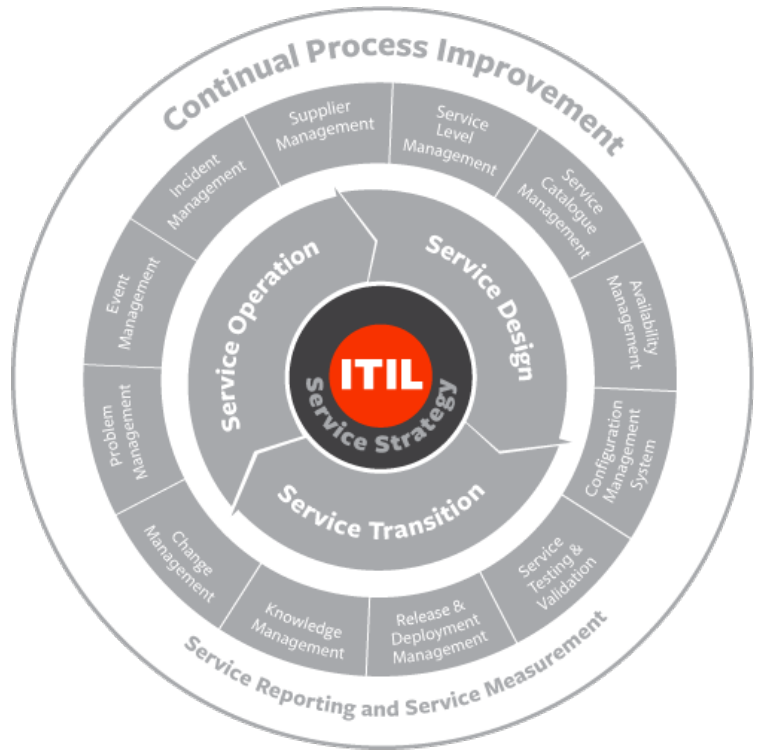 Continual Process Improvement
Supplier
Management
Service
Level
Management
Service
Catalogue
Management
Availability
Management
Configuration
Management
System
Service
Testing &
Validation
Release &
Deployment
Management
Knowledge
Management
Change
Management
Problem
Management
Event
Management
Incident
Management
Service Operation
Service Design
Service Transition
ITIL
Service Strategy
Service Reporting and Service Measurement